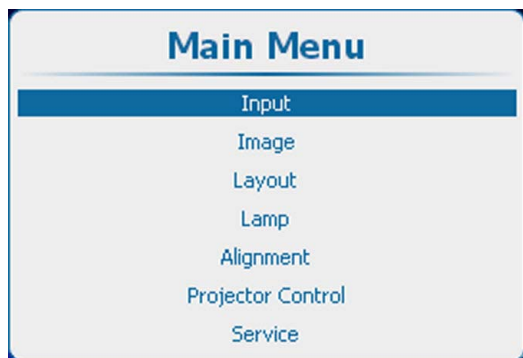 Main Menu
Input
Image
Layout
Lamp
Alignment
Projector Control
Service